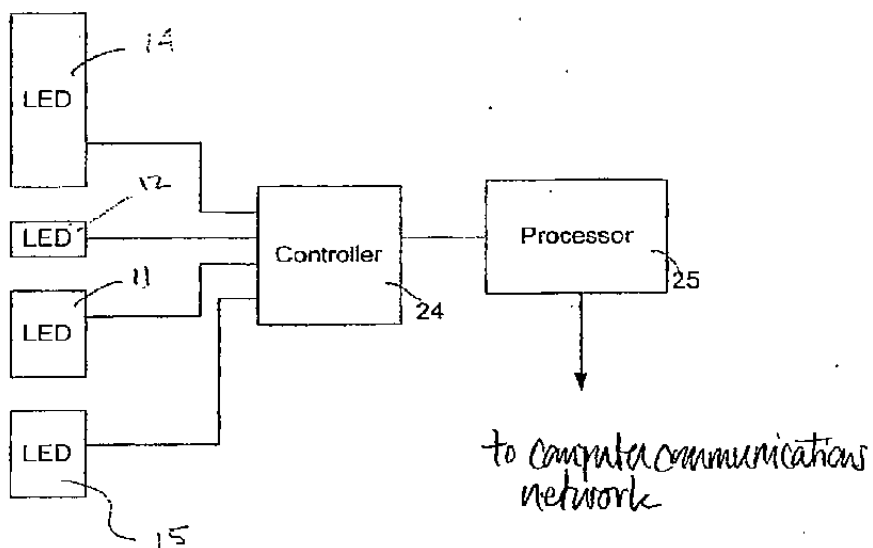 14
LED
12
LED
11
LED
LED
15
Controller
24
Processor
25
to computer communications
network